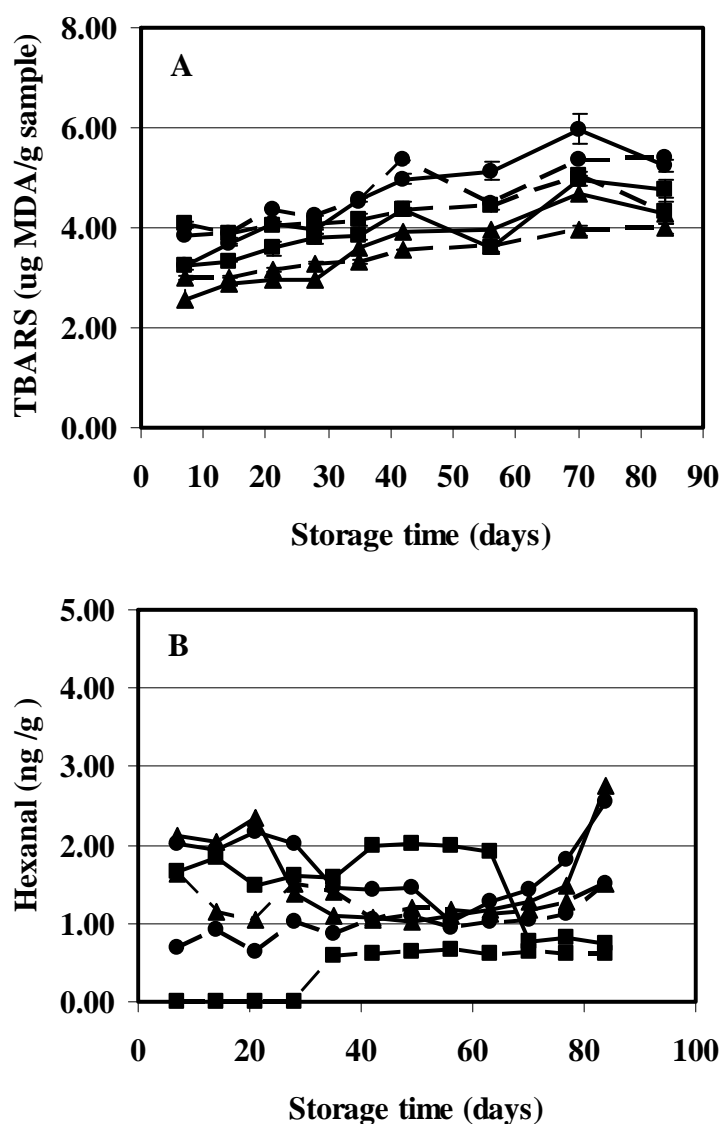 8.00
A
6.00
4.00
2.00
0.00
TBARS (ug MDA/g sample)
0 10 20 30 40 50 60 70 80 90
Storage time (days)
5.00
B
4.00
3.00
2.00
1.00
0.00
Hexanal (ng /g )
0 20 40 60 80 100
Storage time (days)